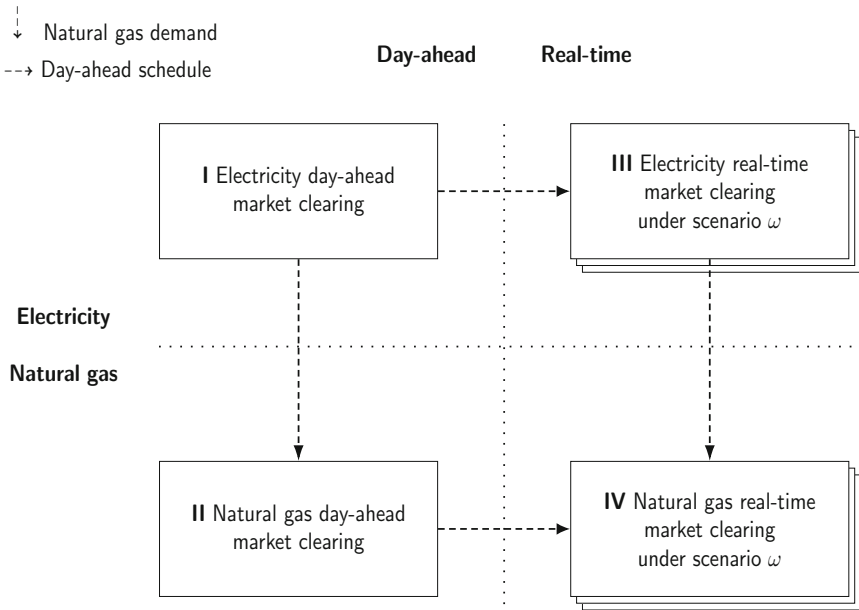 Natural gas demand
Day-ahead schedule
Day-ahead Real-time
I Electricity day-ahead
market clearing
III Electricity real-time
market clearing
under scenario ω
Electricity
Natural gas
II Natural gas day-ahead
market clearing
IV Natural gas real-time
market clearing
under scenario ω